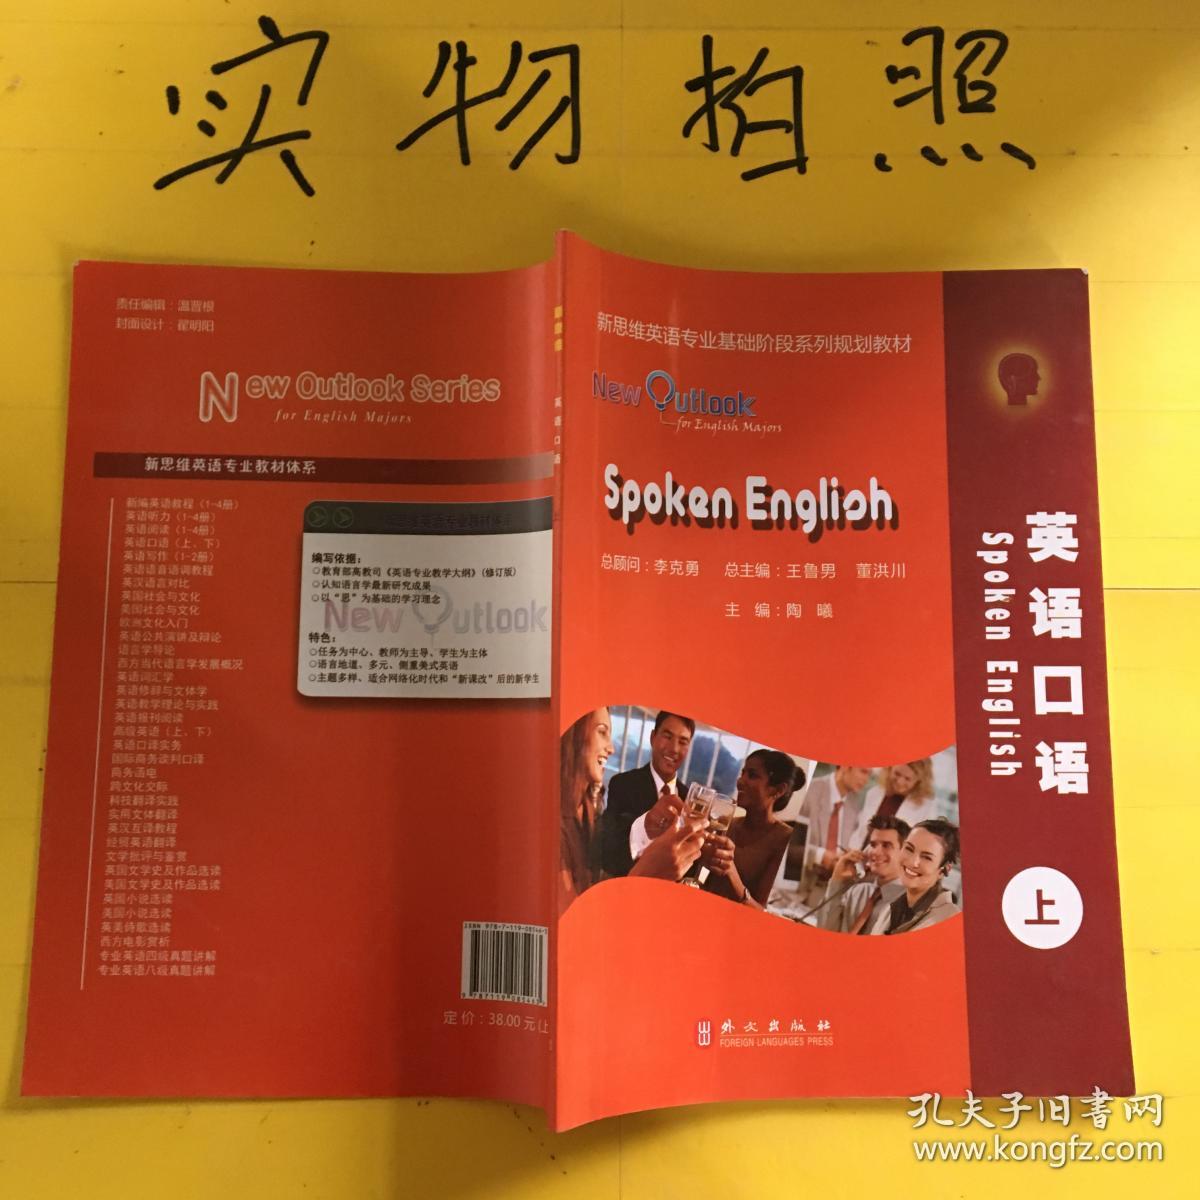 实物拍照
责任编辑：温晋根
封面设计：翟明阳
New Outlook Series
for English Majors
新思维英语专业教材体系
新编英语教程（1-4册）
英语听力（1-4册）
英语阅读（1-4册）
英语口语（上、下）
英语写作（1-2册）
英语语音语调教程
英汉语言对比
英国社会与文化
美国社会与文化
欧洲文化入门
英语公共演讲及辩论
语言学导论
西方当代语言学发展概况
英语词汇学
英语修辞与文体学
英语教学理论与实践
英语报刊阅读
高级英语（上、下）
英语口译实务
国际商务谈判口译
商务函电
跨文化交际
科技翻译实践
实用文体翻译
英汉互译教程
经贸英语翻译
文学批评与鉴赏
英国文学史及作品选读
美国文学史及作品选读
英国小说选读
美国小说选读
英美诗歌选读
西方电影赏析
专业英语四级真题讲解
专业英语八级真题讲解
编写依据：
○教育部高教司《英语专业教学大纲》(修订版)
○认知语言学最新研究成果
○以“思”为基础的学习理念
New Outlook
特色：
○任务为中心、教师为主导、学生为主体
○语言地道、多元、侧重美式英语
○主题多样、适合网络化时代和“新课改”后的新学生
ISBN 978-7-119-08546-
9 787119 08546
定价：38.00元(上
英语口语
新思维英语专业基础阶段系列规划教材
New Outlook
for English Majors
Spoken English
总顾问：李克勇 总主编：王鲁男 董洪川
主 编：陶 曦
外文出版社
FOREIGN LANGUAGES PRESS
英语口语
Spoken English
上
孔夫子旧书网
www.kongfz.com